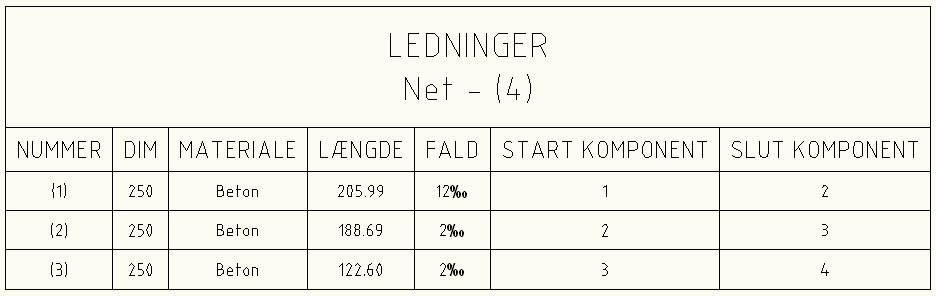 LEDNINGER
Net - (4)
NUMMER DIM MATERIALE LÆNGDE FALD START KOMPONENT SLUT KOMPONENT
(1) 250 Beton 205.99 12‰ 1 2
(2) 250 Beton 188.69 2‰ 2 3
(3) 250 Beton 122.60 2‰ 3 4